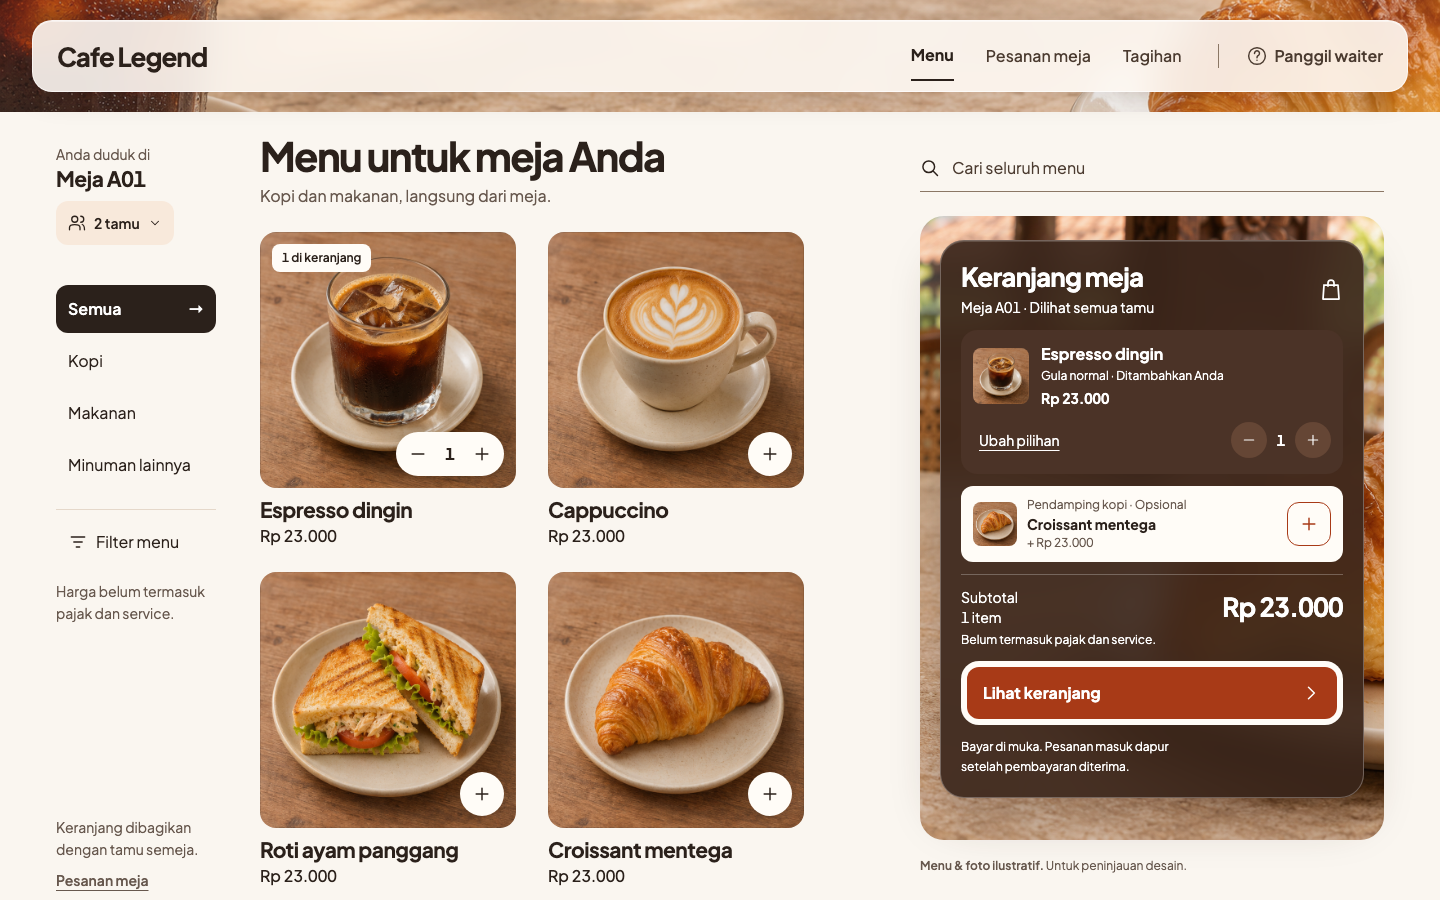 Cafe Legend
Menu
Pesanan meja
Tagihan
Panggil waiter
Anda duduk di
Meja A01
2 tamu
Semua
Kopi
Makanan
Minuman lainnya
Filter menu
Harga belum termasuk
pajak dan service.
Keranjang dibagikan
dengan tamu semeja.
Pesanan meja
Menu untuk meja Anda
Kopi dan makanan, langsung dari meja.
1 di keranjang
1
Espresso dingin
Rp 23.000
Cappuccino
Rp 23.000
Roti ayam panggang
Rp 23.000
Croissant mentega
Rp 23.000
Cari seluruh menu
Keranjang meja
Meja A01 · Dilihat semua tamu
Espresso dingin
Gula normal · Ditambahkan Anda
Rp 23.000
Ubah pilihan
1
Pendamping kopi · Opsional
Croissant mentega
+ Rp 23.000
Subtotal
1 item
Rp 23.000
Belum termasuk pajak dan service.
Lihat keranjang
Bayar di muka. Pesanan masuk dapur
setelah pembayaran diterima.
Menu & foto ilustratif. Untuk peninjauan desain.